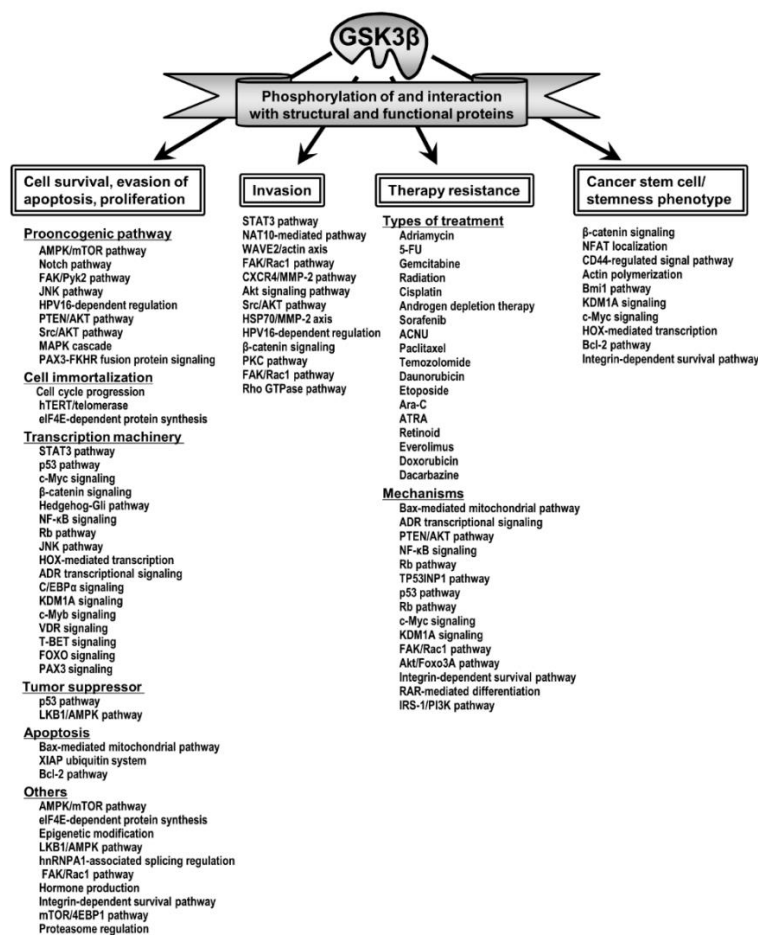 GSK3β
Phosphorylation of and interaction
with structural and functional proteins
Cell survival, evasion of
apoptosis, proliferation
Prooncogenic pathway
AMPK/mTOR pathway
Notch pathway
FAK/Pyk2 pathway
JNK pathway
HPV16-dependent regulation
PTEN/AKT pathway
Src/AKT pathway
MAPK cascade
PAX3-FKHR fusion protein signaling
Cell immortalization
Cell cycle progression
hTERT/telomerase
eIF4E-dependent protein synthesis
Transcription machinery
STAT3 pathway
p53 pathway
c-Myc signaling
β-catenin signaling
Hedgehog-Gli pathway
NF-κB signaling
Rb pathway
JNK pathway
HOX-mediated transcription
ADR transcriptional signaling
C/EBPα signaling
KDM1A signaling
c-Myb signaling
VDR signaling
T-BET signaling
FOXO signaling
PAX3 signaling
Tumor suppressor
p53 pathway
LKB1/AMPK pathway
Apoptosis
Bax-mediated mitochondrial pathway
XIAP ubiquitin system
Bcl-2 pathway
Others
AMPK/mTOR pathway
eIF4E-dependent protein synthesis
Epigenetic modification
LKB1/AMPK pathway
hnRNPA1-associated splicing regulation
FAK/Rac1 pathway
Hormone production
Integrin-dependent survival pathway
mTOR/4EBP1 pathway
Proteasome regulation
Invasion
STAT3 pathway
NAT10-mediated pathway
WAVE2/actin axis
FAK/Rac1 pathway
CXCR4/MMP-2 pathway
Akt signaling pathway
Src/AKT pathway
HSP70/MMP-2 axis
HPV16-dependent regulation
β-catenin signaling
PKC pathway
FAK/Rac1 pathway
Rho GTPase pathway
Therapy resistance
Types of treatment
Adriamycin
5-FU
Gemcitabine
Radiation
Cisplatin
Androgen depletion therapy
Sorafenib
ACNU
Paclitaxel
Temozolomide
Daunorubicin
Etoposide
Ara-C
ATRA
Retinoid
Everolimus
Doxorubicin
Dacarbazine
Mechanisms
Bax-mediated mitochondrial pathway
ADR transcriptional signaling
PTEN/AKT pathway
NF-κB signaling
Rb pathway
TP53INP1 pathway
p53 pathway
Rb pathway
c-Myc signaling
KDM1A signaling
FAK/Rac1 pathway
Akt/Foxo3A pathway
Integrin-dependent survival pathway
RAR-mediated differentiation
IRS-1/PI3K pathway
Cancer stem cell/
stemness phenotype
β-catenin signaling
NFAT localization
CD44-regulated signal pathway
Actin polymerization
Bmi1 pathway
KDM1A signaling
c-Myc signaling
HOX-mediated transcription
Bcl-2 pathway
Integrin-dependent survival pathway